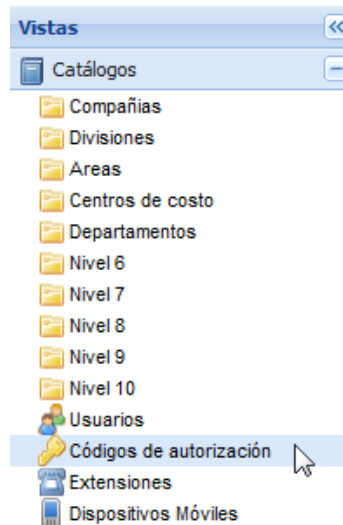 Vistas
Catálogos
Compañias
Divisiones
Areas
Centros de costo
Departamentos
Nivel 6
Nivel 7
Nivel 8
Nivel 9
Nivel 10
Usuarios
Códigos de autorización
Extensiones
Dispositivos Móviles